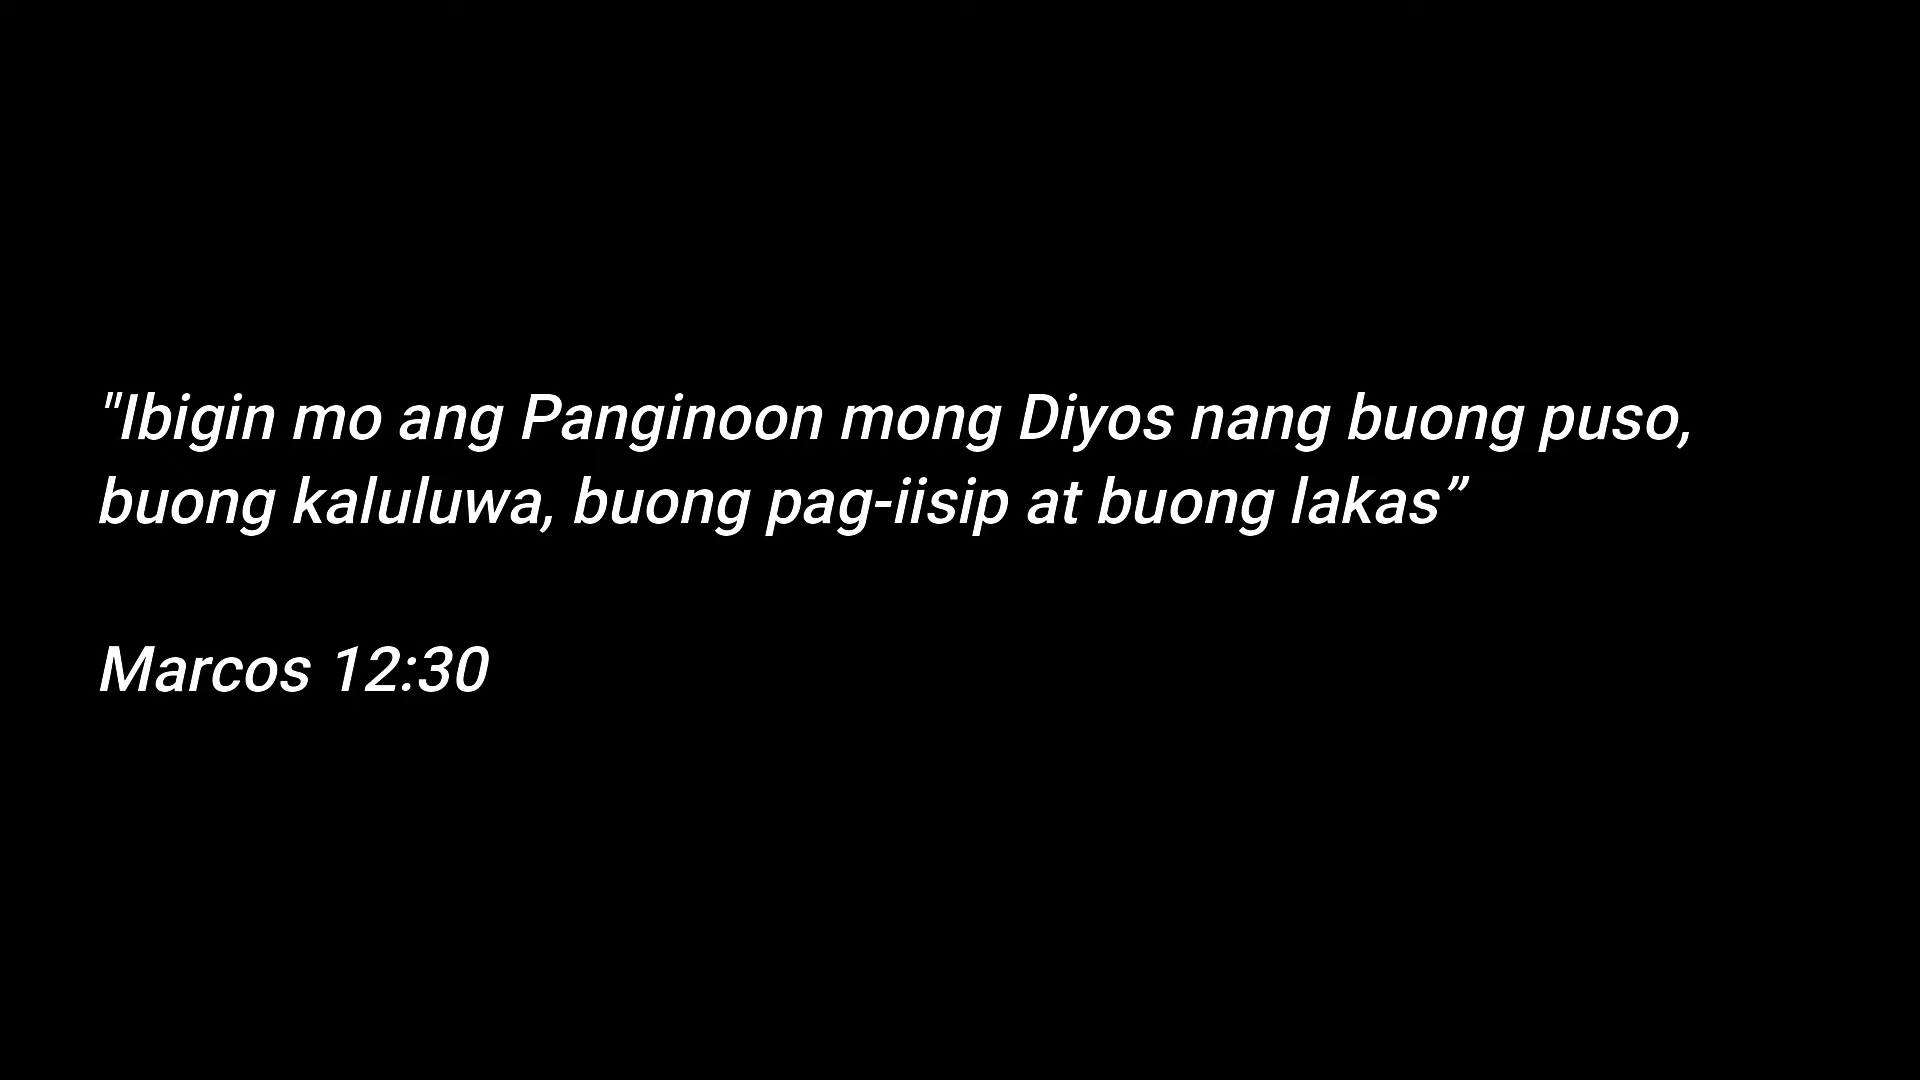 "Ibigin mo ang Panginoon mong Diyos nang buong puso,
buong kaluluwa, buong pag-iisip at buong lakas”
Marcos 12:30